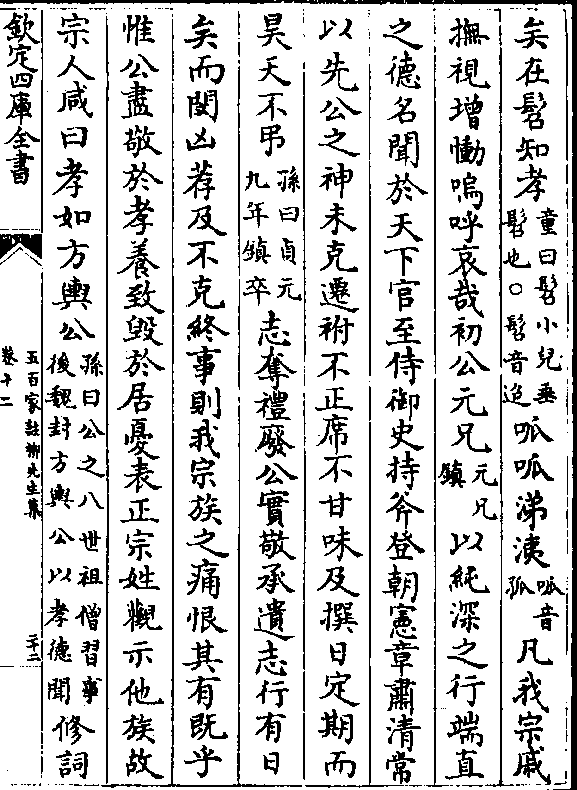 矣在髫知孝童曰髫小兒垂髫也○髫音迢呱呱涕洟呱音孤凡我宗戚
撫視增慟嗚呼哀哉初公元兄元兄鎮以純深之行端直
之德名聞於天下官至侍御史持斧登朝憲章肅清常
以先公之神未克遷祔不正席不甘味及撰日定期而
昊天不弔孫曰貞元九年鎮卒志奪禮廢公實敬承遺志行有日
矣而閔凶荐及不克終事則我宗族之痛恨其有既乎
惟公盡敬於孝養致毀於居憂表正宗姓觀示他族故
宗人咸曰孝如方輿公孫曰公之八世祖僧習事後魏封方輿公以孝德聞修詞
欽定四庫全書
五百家註柳先生集
卷十二
二十二